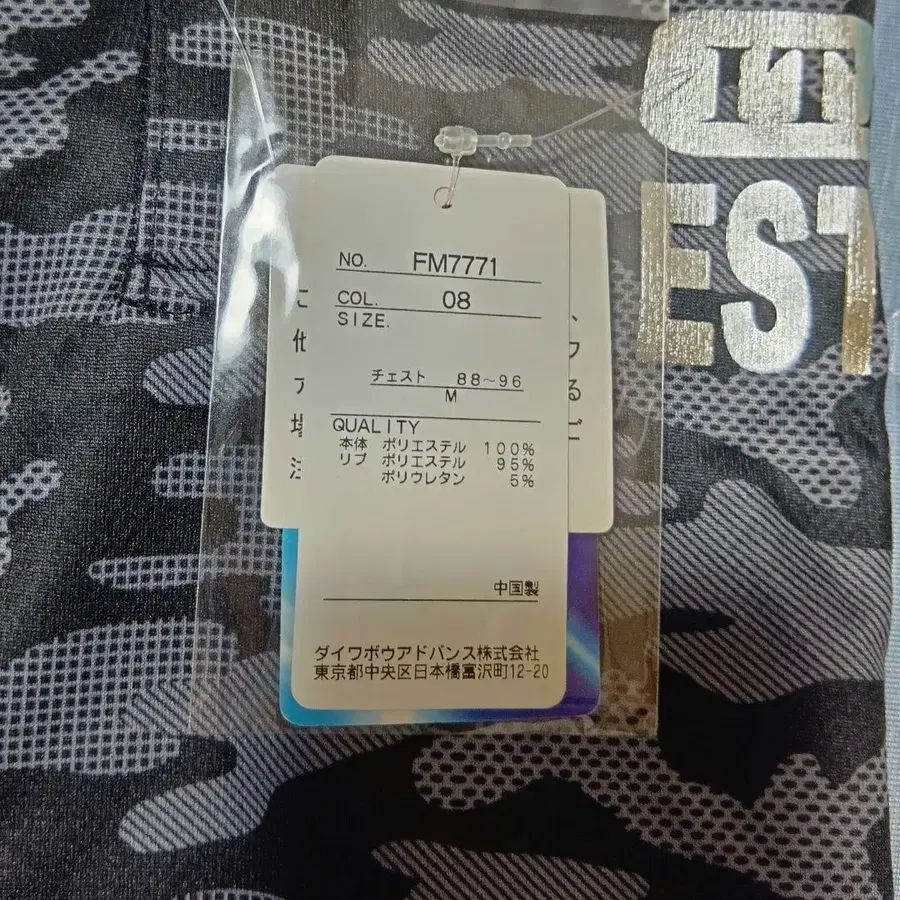 IT
EST
NO. FM7771
COL. 08
SIZE.
チェスト 88~96
M
QUALITY
本体 ポリエステル 100%
リブ ポリエステル 95%
ポリウレタン 5%
中国製
ダイワボウアドバンス株式会社
東京都中央区日本橋富沢町12-20